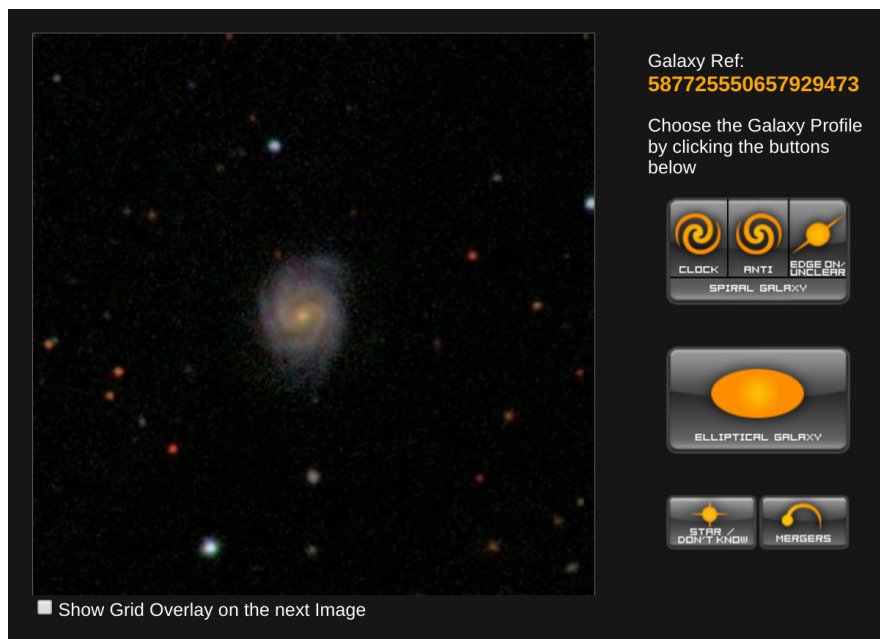 Galaxy Ref:
587725550657929473
Choose the Galaxy Profile
by clicking the buttons
below
CLOCK
ANTI
EDGE ON/
UNCLEAR
SPIRAL GALAXY
ELLIPTICAL GALAXY
STAR /
DON'T KNOW
MERGERS
Show Grid Overlay on the next Image